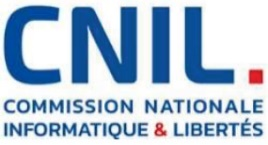 CNIL.
COMMISSION NATIONALE
INFORMATIQUE & LIBERTÉS